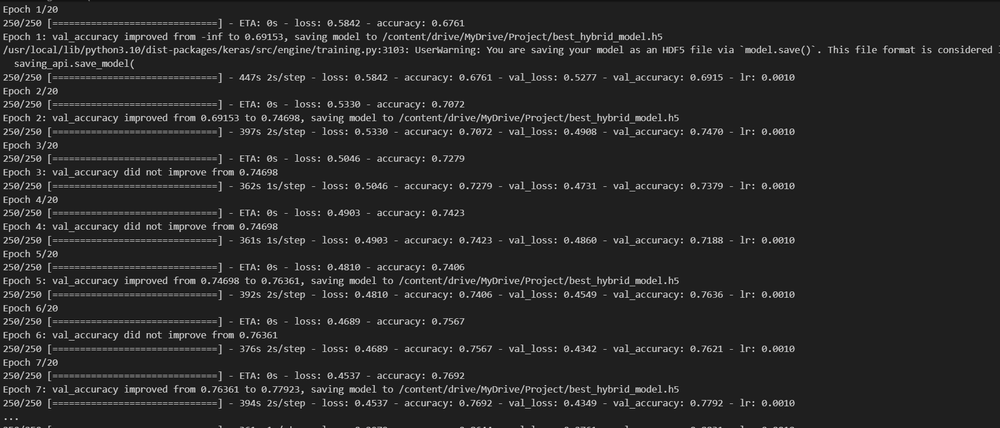 Epoch 1/20
250/250 [==============================] - ETA: 0s - loss: 0.5842 - accuracy: 0.6761
Epoch 1: val_accuracy improved from -inf to 0.69153, saving model to /content/drive/MyDrive/Project/best_hybrid_model.h5
/usr/local/lib/python3.10/dist-packages/keras/src/engine/training.py:3103: UserWarning: You are saving your model as an HDF5 file via `model.save()`. This file format is considered
  saving_api.save_model(
250/250 [==============================] - 447s 2s/step - loss: 0.5842 - accuracy: 0.6761 - val_loss: 0.5277 - val_accuracy: 0.6915 - lr: 0.0010
Epoch 2/20
250/250 [==============================] - ETA: 0s - loss: 0.5330 - accuracy: 0.7072
Epoch 2: val_accuracy improved from 0.69153 to 0.74698, saving model to /content/drive/MyDrive/Project/best_hybrid_model.h5
250/250 [==============================] - 397s 2s/step - loss: 0.5330 - accuracy: 0.7072 - val_loss: 0.4908 - val_accuracy: 0.7470 - lr: 0.0010
Epoch 3/20
250/250 [==============================] - ETA: 0s - loss: 0.5046 - accuracy: 0.7279
Epoch 3: val_accuracy did not improve from 0.74698
250/250 [==============================] - 362s 1s/step - loss: 0.5046 - accuracy: 0.7279 - val_loss: 0.4731 - val_accuracy: 0.7379 - lr: 0.0010
Epoch 4/20
250/250 [==============================] - ETA: 0s - loss: 0.4903 - accuracy: 0.7423
Epoch 4: val_accuracy did not improve from 0.74698
250/250 [==============================] - 361s 1s/step - loss: 0.4903 - accuracy: 0.7423 - val_loss: 0.4860 - val_accuracy: 0.7188 - lr: 0.0010
Epoch 5/20
250/250 [==============================] - ETA: 0s - loss: 0.4810 - accuracy: 0.7406
Epoch 5: val_accuracy improved from 0.74698 to 0.76361, saving model to /content/drive/MyDrive/Project/best_hybrid_model.h5
250/250 [==============================] - 392s 2s/step - loss: 0.4810 - accuracy: 0.7406 - val_loss: 0.4549 - val_accuracy: 0.7636 - lr: 0.0010
Epoch 6/20
250/250 [==============================] - ETA: 0s - loss: 0.4689 - accuracy: 0.7567
Epoch 6: val_accuracy did not improve from 0.76361
250/250 [==============================] - 376s 2s/step - loss: 0.4689 - accuracy: 0.7567 - val_loss: 0.4342 - val_accuracy: 0.7621 - lr: 0.0010
Epoch 7/20
250/250 [==============================] - ETA: 0s - loss: 0.4537 - accuracy: 0.7692
Epoch 7: val_accuracy improved from 0.76361 to 0.77923, saving model to /content/drive/MyDrive/Project/best_hybrid_model.h5
250/250 [==============================] - 394s 2s/step - loss: 0.4537 - accuracy: 0.7692 - val_loss: 0.4349 - val_accuracy: 0.7792 - lr: 0.0010
...